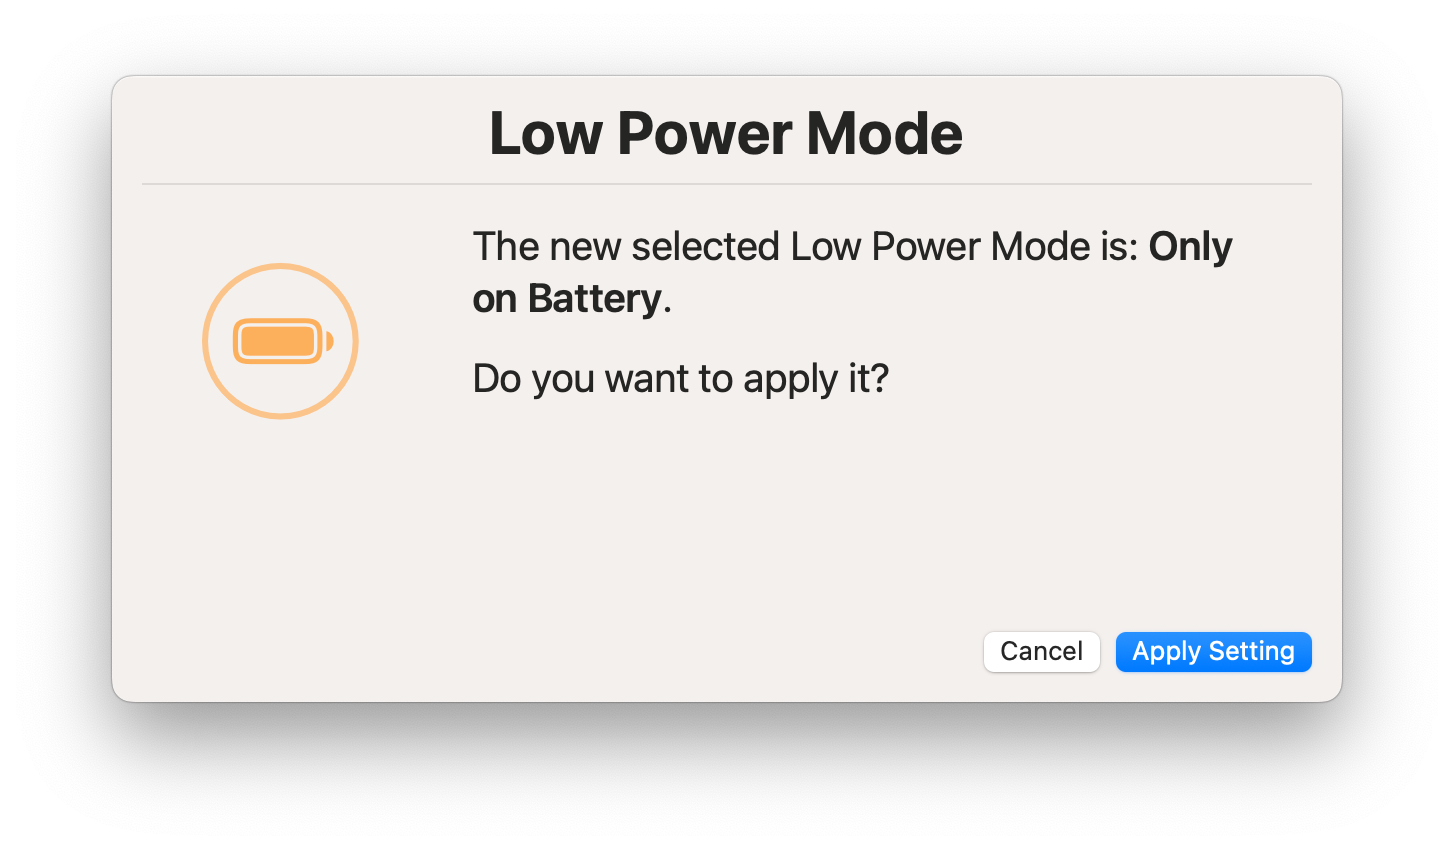 Low Power Mode
The new selected Low Power Mode is: Only
on Battery.
Do you want to apply it?
Cancel
Apply Setting